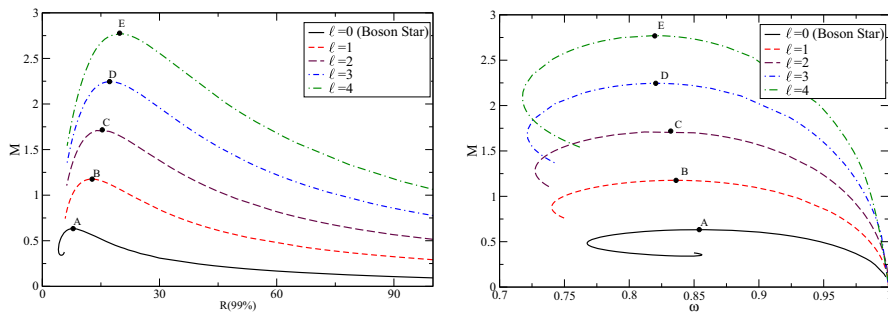 3
2.5
2
1.5
1
0.5
0
M
0
30
60
90
R(99%)
E
D
C
B
A
ℓ=0 (Boson Star)
ℓ=1
ℓ=2
ℓ=3
ℓ=4
3
2.5
2
1.5
1
0.5
0
M
0.7
0.75
0.8
0.85
0.9
0.95
1
ω
E
D
C
B
A
ℓ=0 (Boson Star)
ℓ=1
ℓ=2
ℓ=3
ℓ=4